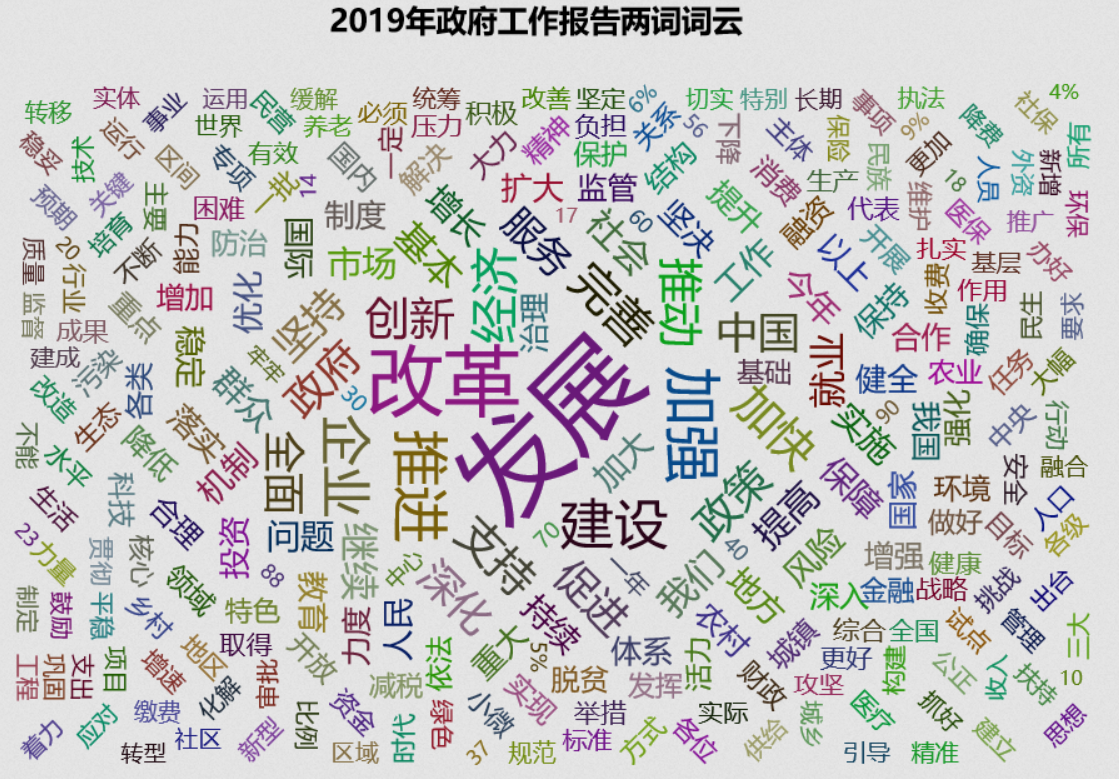 2019年政府工作报告两词词云
转移
实体
事业
运用
民营
缓解
必须
统筹
积极
改善
坚定
6%
切实
特别
长期
事项
执法
降费
社保
4%
稳妥
技术
运行
世界
养老
一定
压力
精神
负担
关系
56
下降
主体
保险
9%
所有
区间
专项
有效
国内
解决
大力
保护
结构
消费
民族
更加
人员
外资
新增
预期
关键
主要
一批
14
扩大
监管
提升
生产
18
环保
培育
困难
制度
增长
服务
17
社会
60
坚决
融资
代表
维护
医保
推广
质量
20
不断
能力
防治
国际
市场
基本
经济
完善
推动
工作
以上
开展
扎实
基层
办好
监督
行业
重点
增加
优化
坚持
创新
治理
今年
保持
收费
作用
民生
要求
成果
建成
污染
稳定
牢牢
政府
改革
发展
中国
就业
合作
确保
改造
各类
群众
30
加强
基础
健全
农业
任务
大幅
不能
水平
生态
降低
落实
机制
全面
企业
推进
加大
加快
实施
90
我国
强化
中央
行动
生活
科技
合理
投资
问题
继续
支持
70
建设
政策
提高
保障
国家
环境
安全
融合
人口
23
力量
贯彻
核心
领域
88
教育
中心
深化
促进
一年
40
我们
风险
做好
目标
各级
增强
健康
制定
鼓励
平稳
乡村
特色
力度
人民
持续
地方
深入
金融
战略
挑战
出台
工程
巩固
支出
项目
增速
地区
取得
开放
依法
重大
5%
体系
农村
城镇
综合
全国
试点
管理
三大
化解
审批
减税
实现
脱贫
发挥
活力
财政
更好
攻坚
构建
公正
收入
扶持
10
着力
应对
缴费
转型
社区
新型
比例
资金
区域
时代
绿色
小微
37
规范
举措
标准
方式
各位
实际
供给
城乡
医疗
引导
抓好
精准
建立
思想